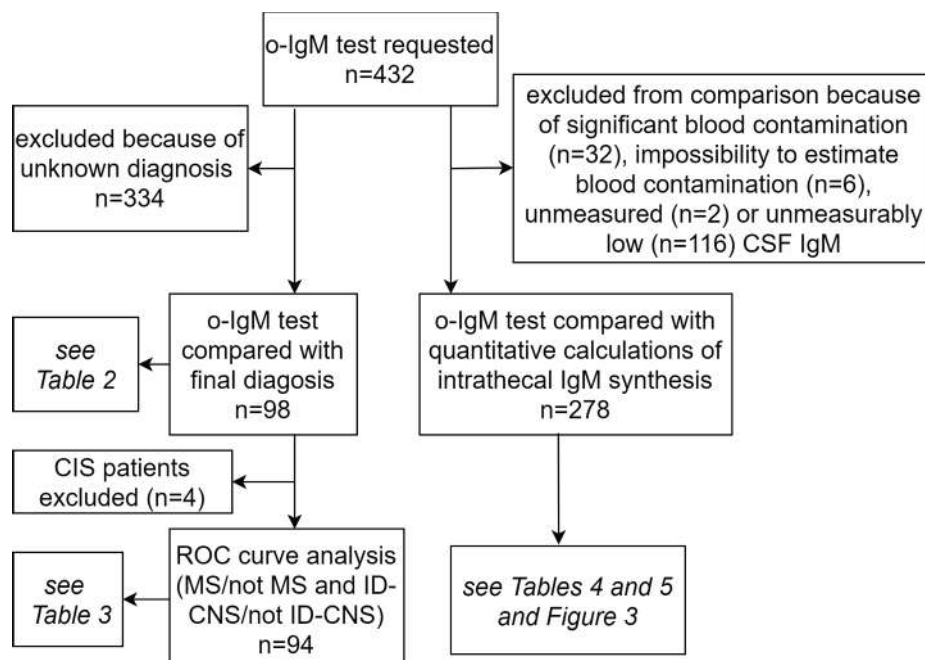 o-IgM test requested
n=432
excluded because of
unknown diagnosis
n=334
excluded from comparison because
of significant blood contamination
(n=32), impossibility to estimate
blood contamination (n=6),
unmeasured (n=2) or unmeasurably
low (n=116) CSF IgM
see
Table 2
o-IgM test
compared with
final diagosis
n=98
o-IgM test compared with
quantitative calculations of
intrathecal IgM synthesis
n=278
CIS patients
excluded (n=4)
see
Table 3
ROC curve analysis
(MS/not MS and ID-
CNS/not ID-CNS)
n=94
see Tables 4 and 5
and Figure 3